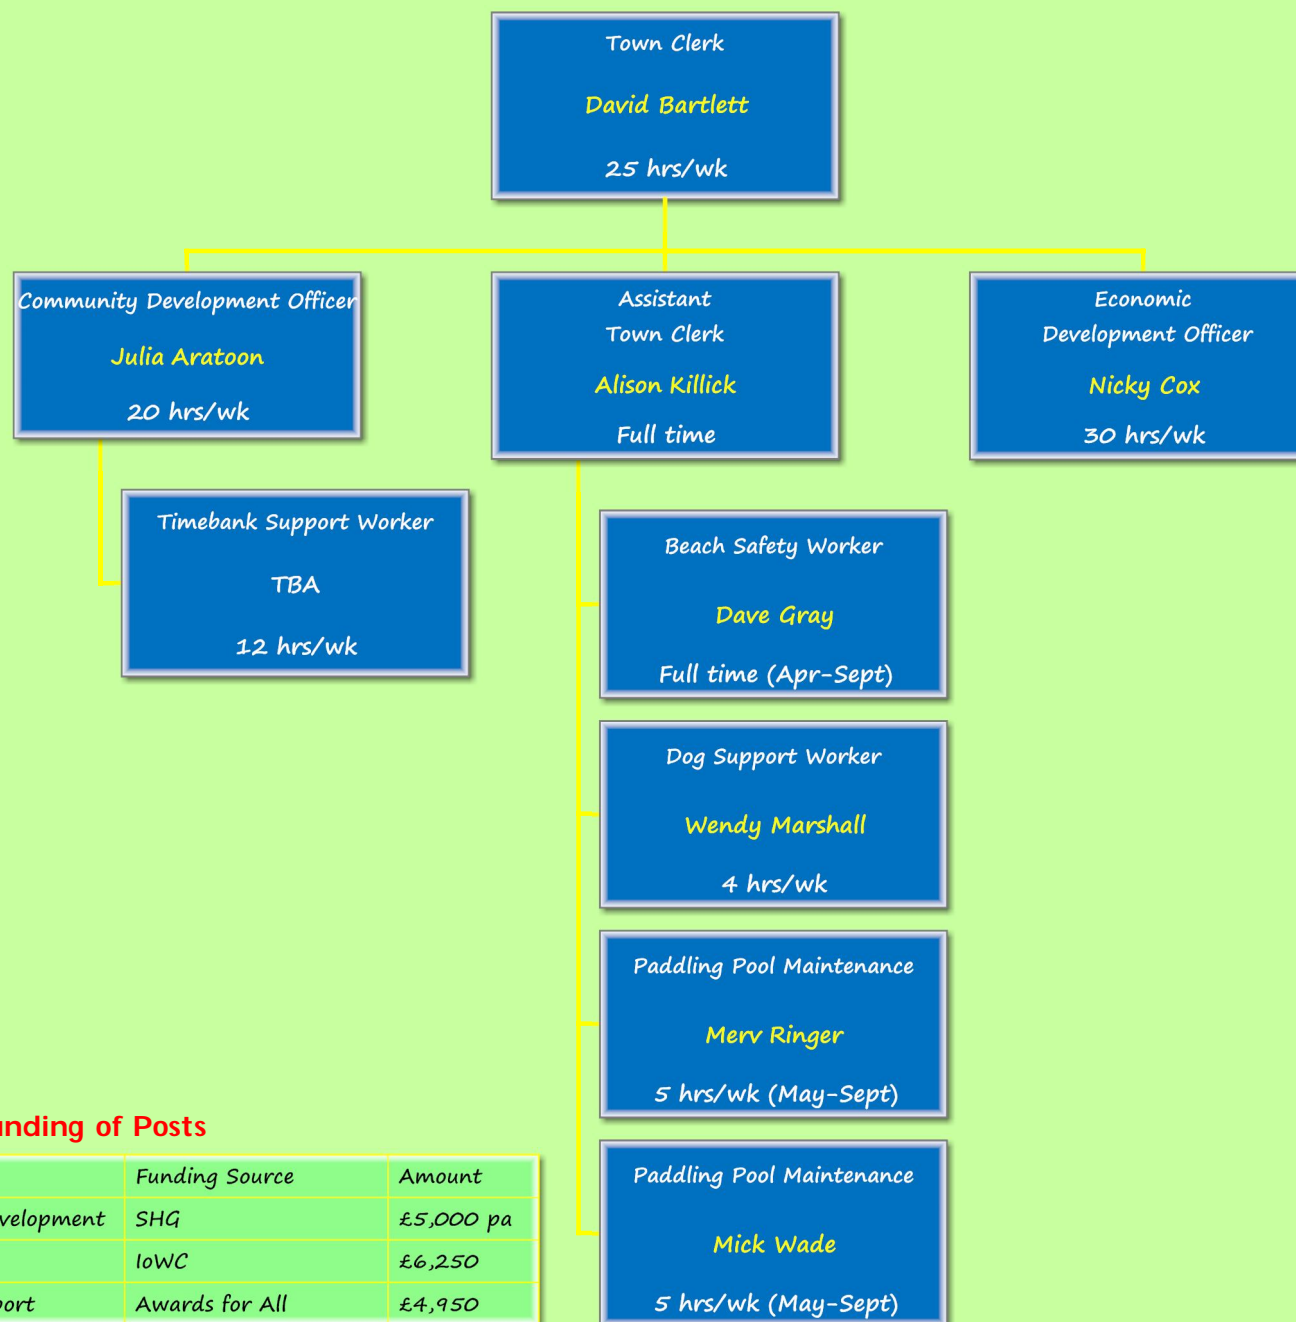 Town Clerk
David Bartlett
25 hrs/wk
Community Development Officer
Julia Aratoon
20 hrs/wk
Assistant
Town Clerk
Alison Killick
Full time
Economic
Development Officer
Nicky Cox
30 hrs/wk
Timebank Support Worker
TBA
12 hrs/wk
Beach Safety Worker
Dave Gray
Full time (Apr-Sept)
Dog Support Worker
Wendy Marshall
4 hrs/wk
Paddling Pool Maintenance
Merv Ringer
5 hrs/wk (May-Sept)
Paddling Pool Maintenance
Mick Wade
5 hrs/wk (May-Sept)
unding of Posts
Funding Source Amount
velopment SHG £5,000 pa
IoWC £6,250
port Awards for All £4,950